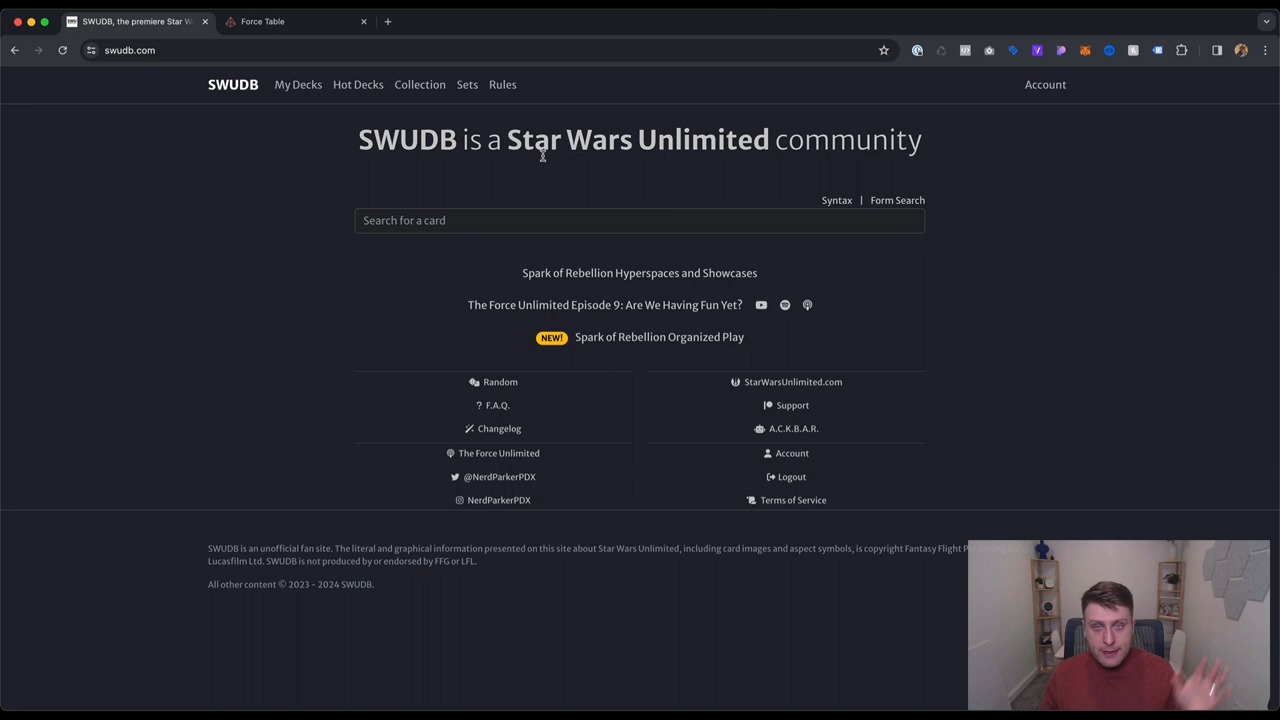 SWUDB, the premiere Star W
Force Table
swudb.com
SWUDB My Decks Hot Decks Collection Sets Rules Account
SWUDB is a Star Wars Unlimited community
Syntax | Form Search
Search for a card
Spark of Rebellion Hyperspaces and Showcases
The Force Unlimited Episode 9: Are We Having Fun Yet?
NEW! Spark of Rebellion Organized Play
Random
StarWarsUnlimited.com
? F.A.Q.
Support
Changelog
A.C.K.B.A.R.
The Force Unlimited
Account
@NerdParkerPDX
Logout
NerdParkerPDX
Terms of Service
SWUDB is an unofficial fan site. The literal and graphical information presented on this site about Star Wars Unlimited, including card images and aspect symbols, is copyright Fantasy Flight
Lucasfilm Ltd. SWUDB is not produced by or endorsed by FFG or LFL.
All other content © 2023 - 2024 SWUDB.